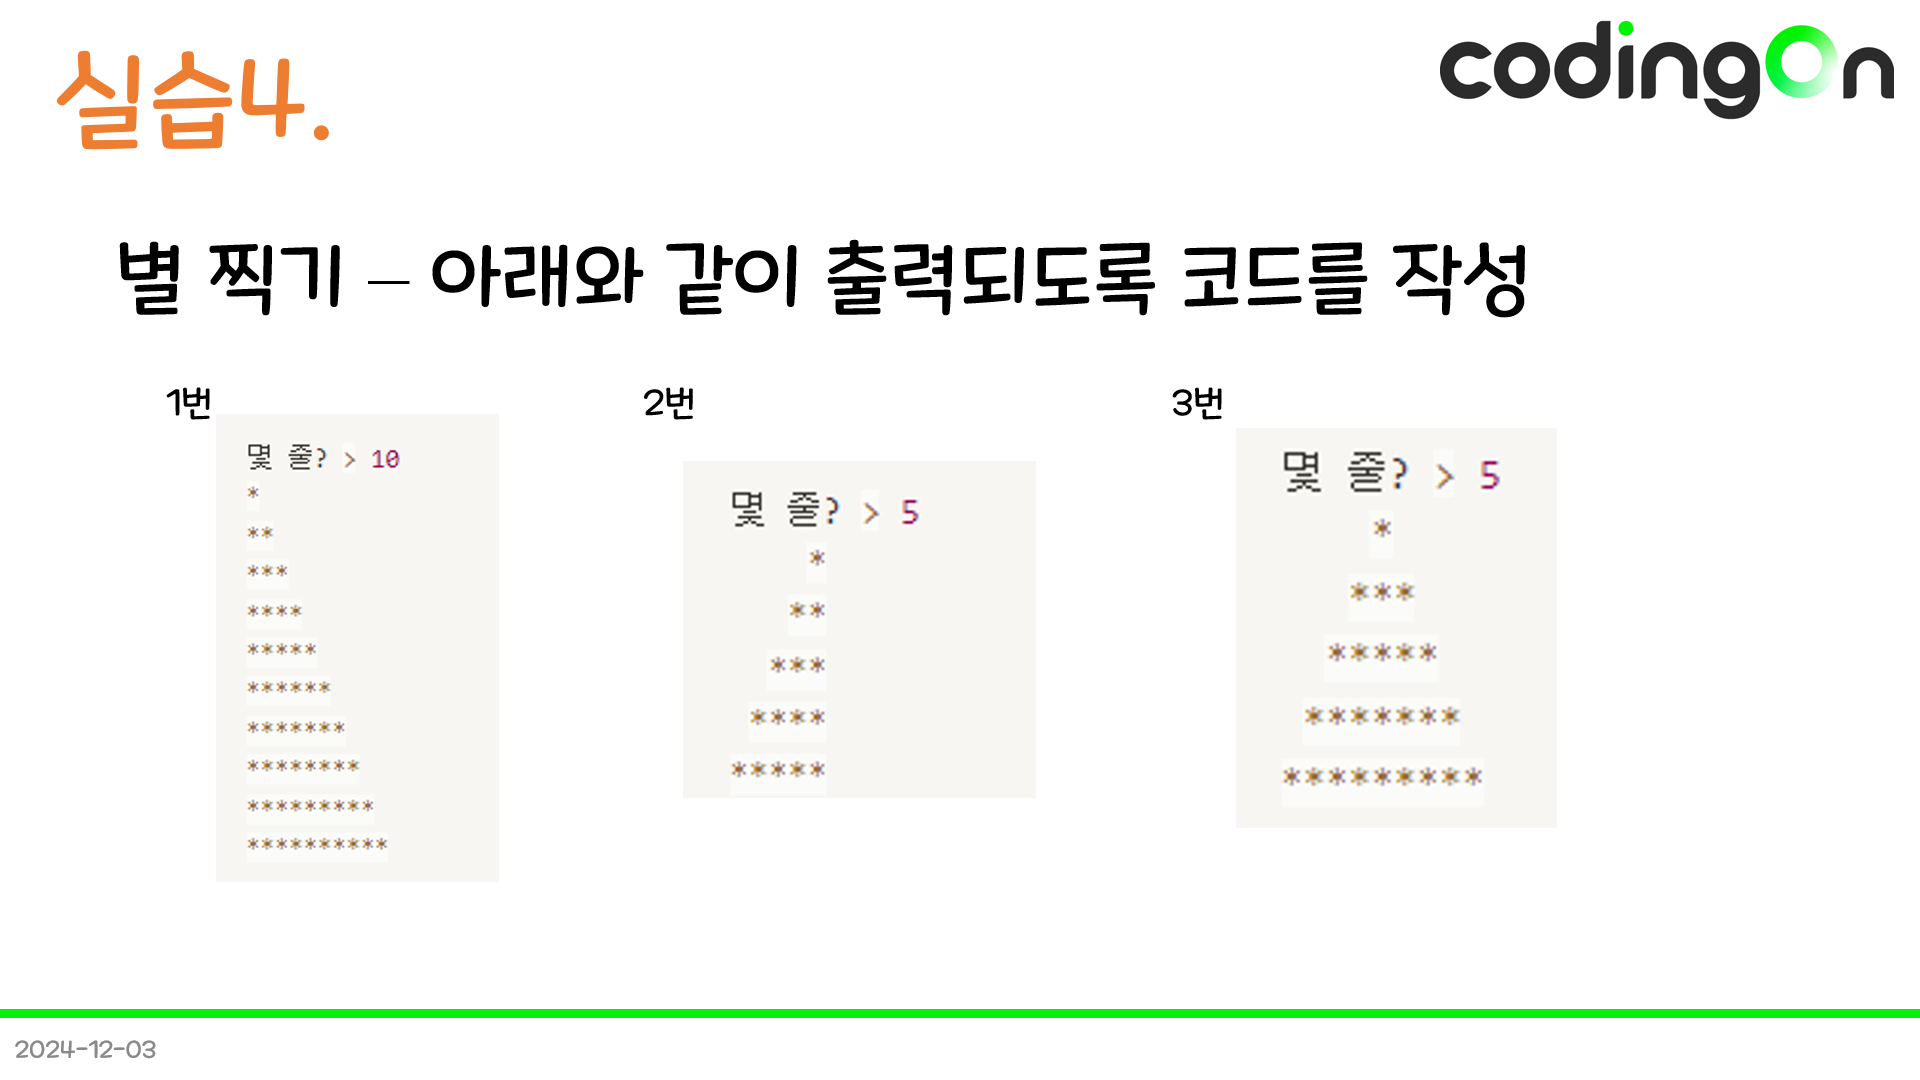 실습4.
codingOn
별 찍기 – 아래와 같이 출력되도록 코드를 작성
1번
몇 줄? > 10
*
**
***
****
*****
******
*******
********
*********
**********
2번
몇 줄? > 5
    *
   **
  ***
 ****
*****
3번
몇 줄? > 5
    *
   ***
  *****
 *******
*********
2024-12-03